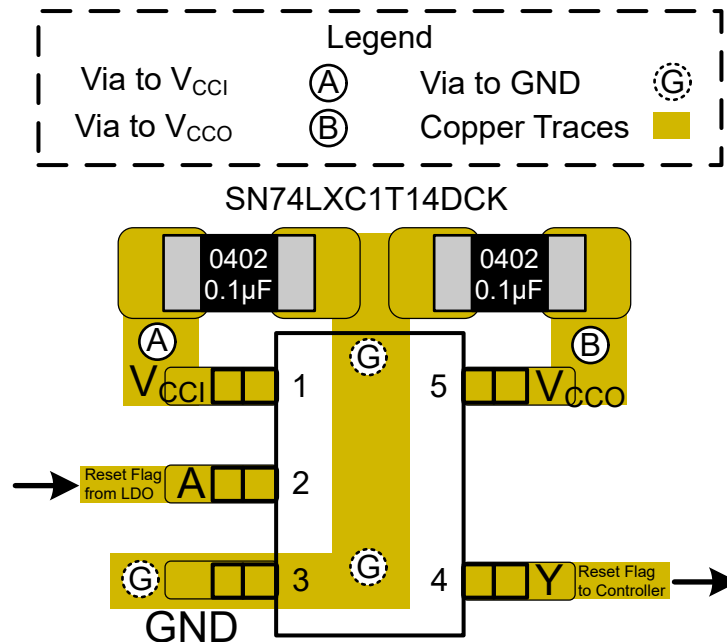 Legend
Via to VCCI A Via to GND G
Via to VCCO B Copper Traces
SN74LXC1T14DCK
0402 0402
0.1µF 0.1µF
A G B
VCCI 1 5 VCCO
Reset Flag
from LDO A 2
G 3 G 4 Y Reset Flag
to Controller
GND